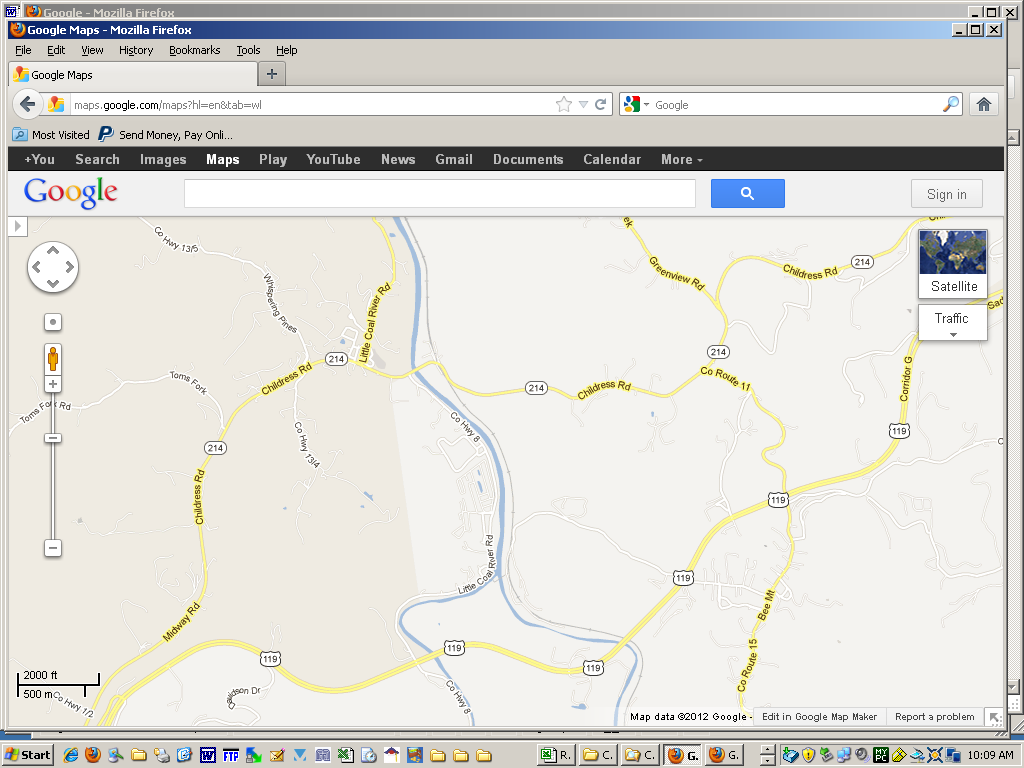 Google - Mozilla Firefox
Google Maps - Mozilla Firefox
File Edit View History Bookmarks Tools Help
Google Maps
maps.google.com/maps?hl=en&tab=wl
Google
Most Visited
Send Money, Pay Onli...
+You Search Images Maps Play YouTube News Gmail Documents Calendar More
Google
Sign in
Co Hwy 13/5
Greenview Rd
Childress Rd
214
Satellite
Traffic
Whispering Pines
Little Coal River Rd
214
Childress Rd
214
Childress Rd
214
Co Route 11
Corridor G
119
Toms Fork
Toms Fork Rd
Co Hwy 13/4
Co Hwy 8
214
Childress Rd
119
Little Coal River Rd
119
Bee Mt
Midway Rd
119
119
119
Co Route 15
Co Hwy 8
2000 ft
500 m
Co Hwy 1/2
Map data ©2012 Google -
Edit in Google Map Maker
Report a problem
Start
W
FTP
R.
C.
C.
G.
G.
MY PC
10:09 AM